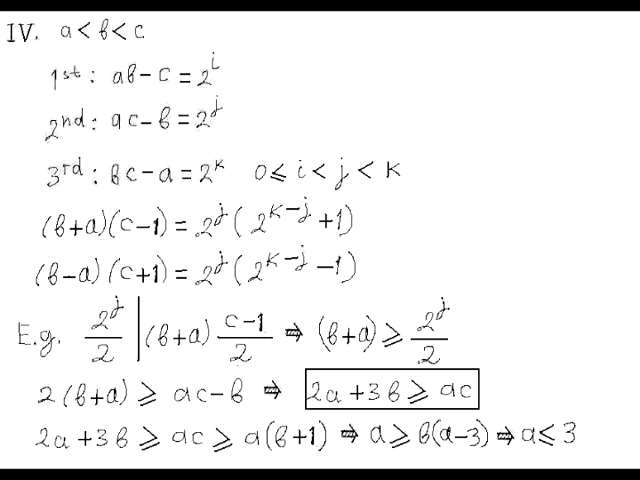 IV. a < b < c
1st: ab - c = 2^i
2nd: ac - b = 2^j
3rd: bc - a = 2^k 0 ⩽ i < j < k
(b+a)(c-1) = 2^j (2^{k-j} + 1)
(b-a)(c+1) = 2^j (2^{k-j} - 1)
E.g. 2^j/2 | (b+a) (c-1)/2 ⇒ (b+a) ⩾ 2^j/2
2(b+a) ⩾ ac - b ⇒ 2a + 3b ⩾ ac
2a + 3b ⩾ ac ⩾ a(b+1) ⇒ a ⩾ b(a-3) ⇒ a ⩽ 3